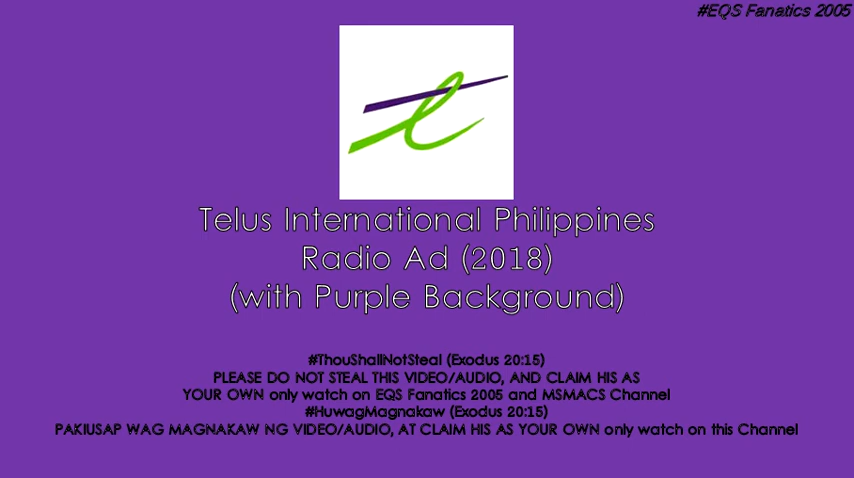 #EQS Fanatics 2005
Telus International Philippines
Radio Ad (2018)
(with Purple Background)
#ThouShallNotSteal (Exodus 20:15)
PLEASE DO NOT STEAL THIS VIDEO/AUDIO, AND CLAIM HIS AS
YOUR OWN only watch on EQS Fanatics 2005 and MSMACS Channel
#HuwagMagnakaw (Exodus 20:15)
PAKIUSAP WAG MAGNAKAW NG VIDEO/AUDIO, AT CLAIM HIS AS YOUR OWN only watch on this Channel